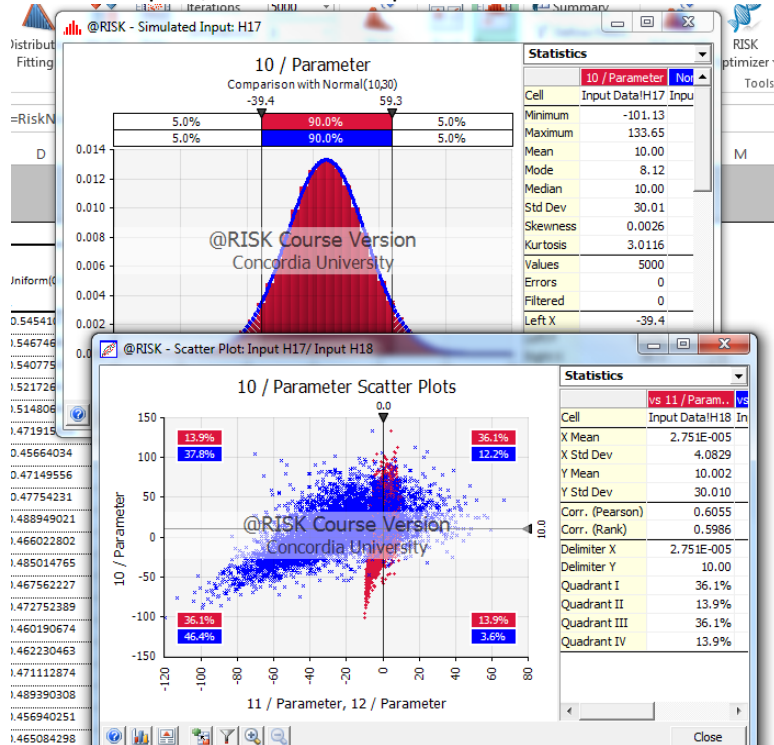 Iterations 5000
Summary
Distribut
Fitting
RISK
Optimizer
Tools
=RiskN
D
M
Uniform(0
0.545410
0.546746
0.540775
0.521726
0.514806
0.471915
0.45664034
0.47149556
0.47754231
0.488949021
0.466022802
0.485014765
0.467562227
0.472752389
0.460190674
0.462230463
0.471112874
0.489390308
0.456940251
0.465084298
@RISK - Simulated Input: H17
10 / Parameter
Comparison with Normal(10,30)
-39.4 59.3
5.0% 90.0% 5.0%
5.0% 90.0% 5.0%
0.014
0.012
0.010
0.008
0.006
0.004
0.002
0.0
@RISK Course Version
Concordia University
Statistics
10 / Parameter Nor
Cell Input Data!H17 Inpu
Minimum -101.13
Maximum 133.65
Mean 10.00
Mode 8.12
Median 10.00
Std Dev 30.01
Skewness 0.0026
Kurtosis 3.0116
Values 5000
Errors 0
Filtered 0
Left X -39.4
@RISK - Scatter Plot: Input H17/ Input H18
10 / Parameter Scatter Plots
0.0
150
100
50
0
-50
-100
-150
10 / Parameter
13.9% 36.1%
37.8% 12.2%
@RISK Course Version
Concordia University
10.0
36.1% 13.9%
46.4% 3.6%
-120 -100 -80 -60 -40 -20 0 20 40 60 80
11 / Parameter, 12 / Parameter
Statistics
vs 11 / Param.. vs
Cell Input Data!H18 In
X Mean 2.751E-005
X Std Dev 4.0829
Y Mean 10.002
Y Std Dev 30.010
Corr. (Pearson) 0.6055
Corr. (Rank) 0.5986
Delimiter X 2.751E-005
Delimiter Y 10.00
Quadrant I 36.1%
Quadrant II 13.9%
Quadrant III 36.1%
Quadrant IV 13.9%
Close